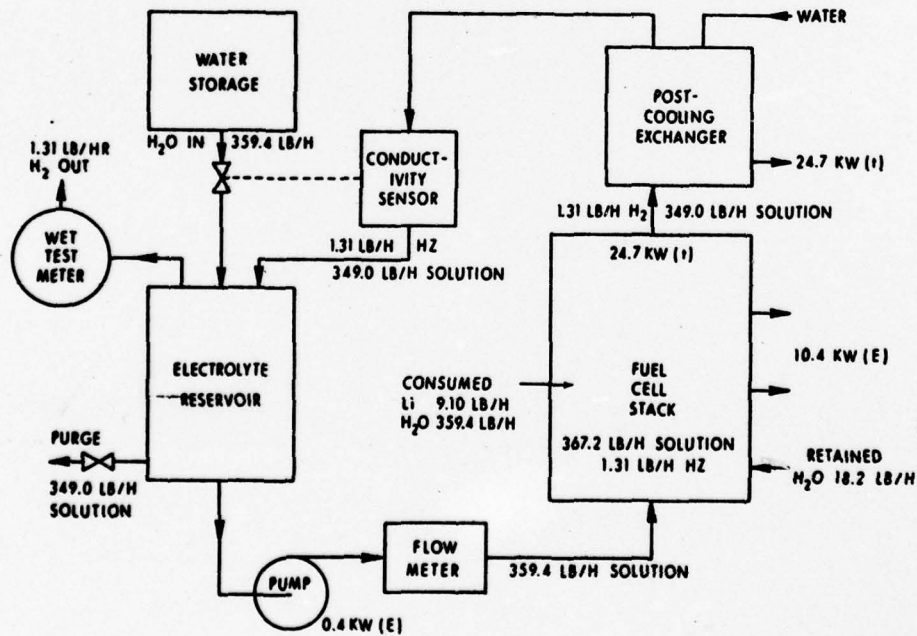 WATER
WATER
STORAGE
POST-
COOLING
EXCHANGER
1.31 LB/HR
H2 OUT
H2O IN 359.4 LB/H
CONDUCT-
IVITY
SENSOR
24.7 KW (t)
WET
TEST
METER
1.31 LB/H HZ
349.0 LB/H SOLUTION
1.31 LB/H H2 349.0 LB/H SOLUTION
24.7 KW (t)
ELECTROLYTE
RESERVOIR
10.4 KW (E)
FUEL
CELL
STACK
CONSUMED
Li 9.10 LB/H
H2O 359.4 LB/H
367.2 LB/H SOLUTION
1.31 LB/H HZ
PURGE
349.0 LB/H
SOLUTION
RETAINED
H2O 18.2 LB/H
PUMP
FLOW
METER
359.4 LB/H SOLUTION
0.4 KW (E)